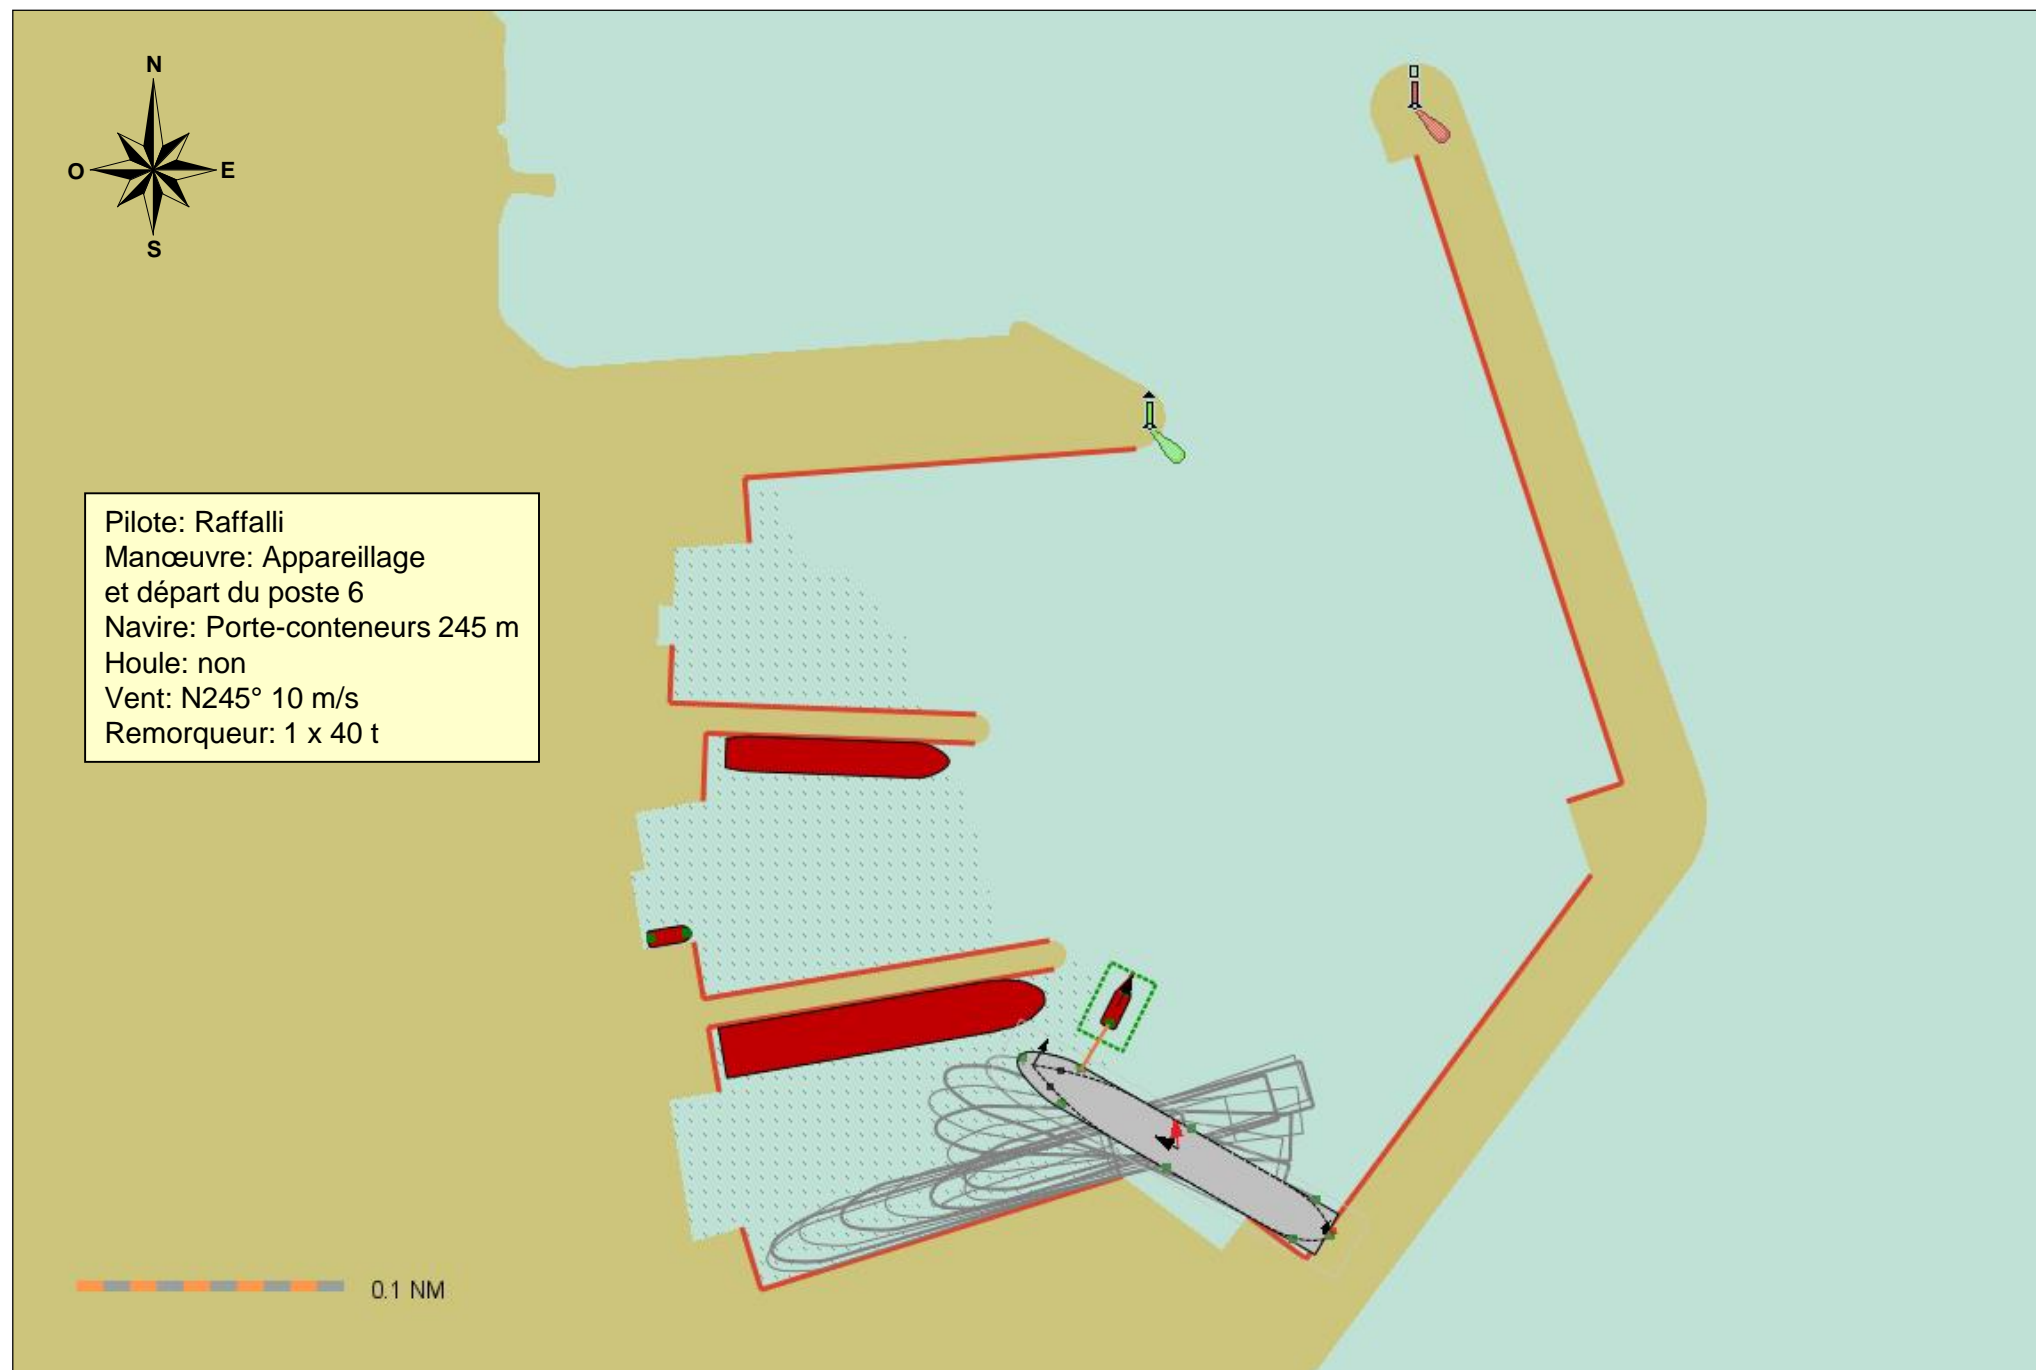 N
O
E
S
Pilote: Raffalli
Manœuvre: Appareillage
et départ du poste 6
Navire: Porte-conteneurs 245 m
Houle: non
Vent: N245° 10 m/s
Remorqueur: 1 x 40 t
0.1 NM